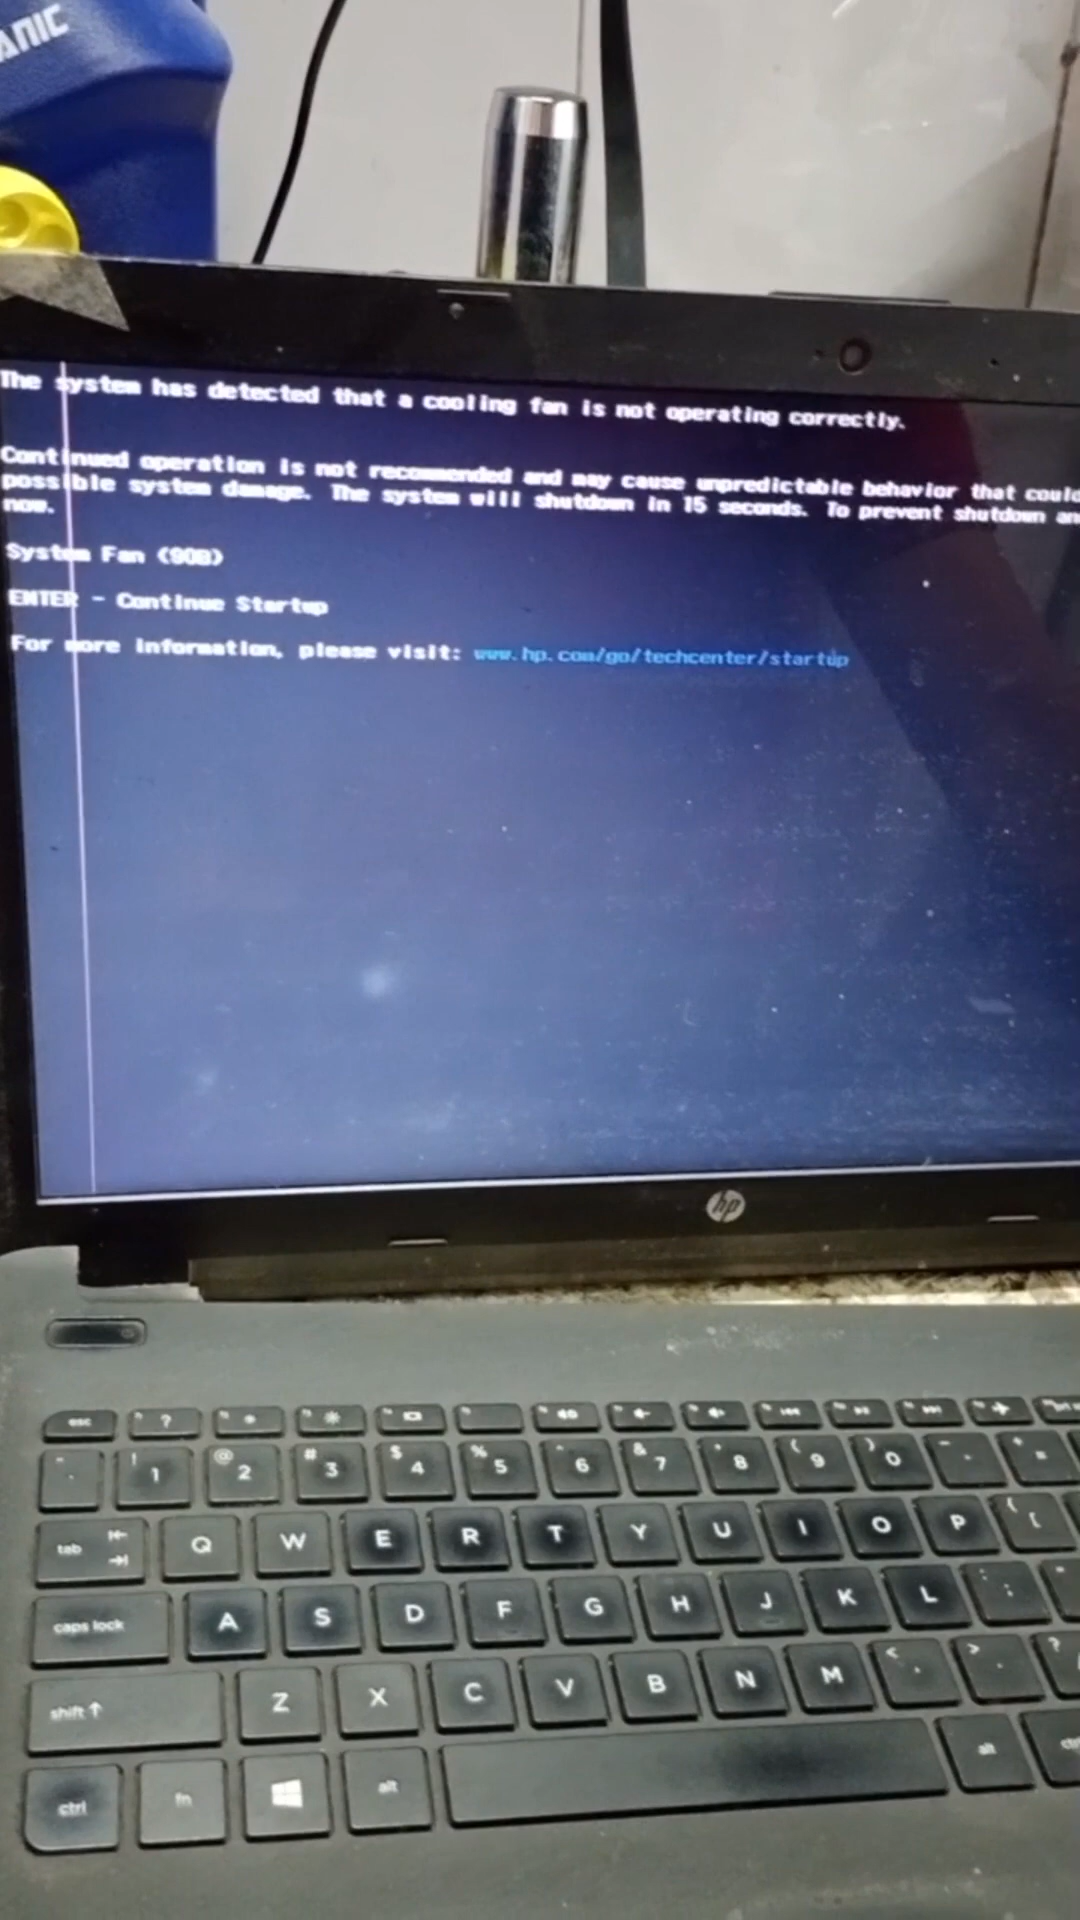 ANIC
The system has detected that a cooling fan is not operating correctly.
Continued operation is not recommended and may cause unpredictable behavior that could
possible system damage. The system will shutdown in 15 seconds. To prevent shutdown an
now.
System Fan (90B)
ENTER - Continue Startup
For more information, please visit: www.hp.com/go/techcenter/startup
hp
esc ?
! 1 @ 2 # 3 $ 4 % 5 ^ 6 & 7 * 8 ( 9 ) 0 - + =
tab Q W E R T Y U I O P { [
caps lock A S D F G H J K L : ; "
shift Z X C V B N M < , > . ?
ctrl fn alt alt ctrl